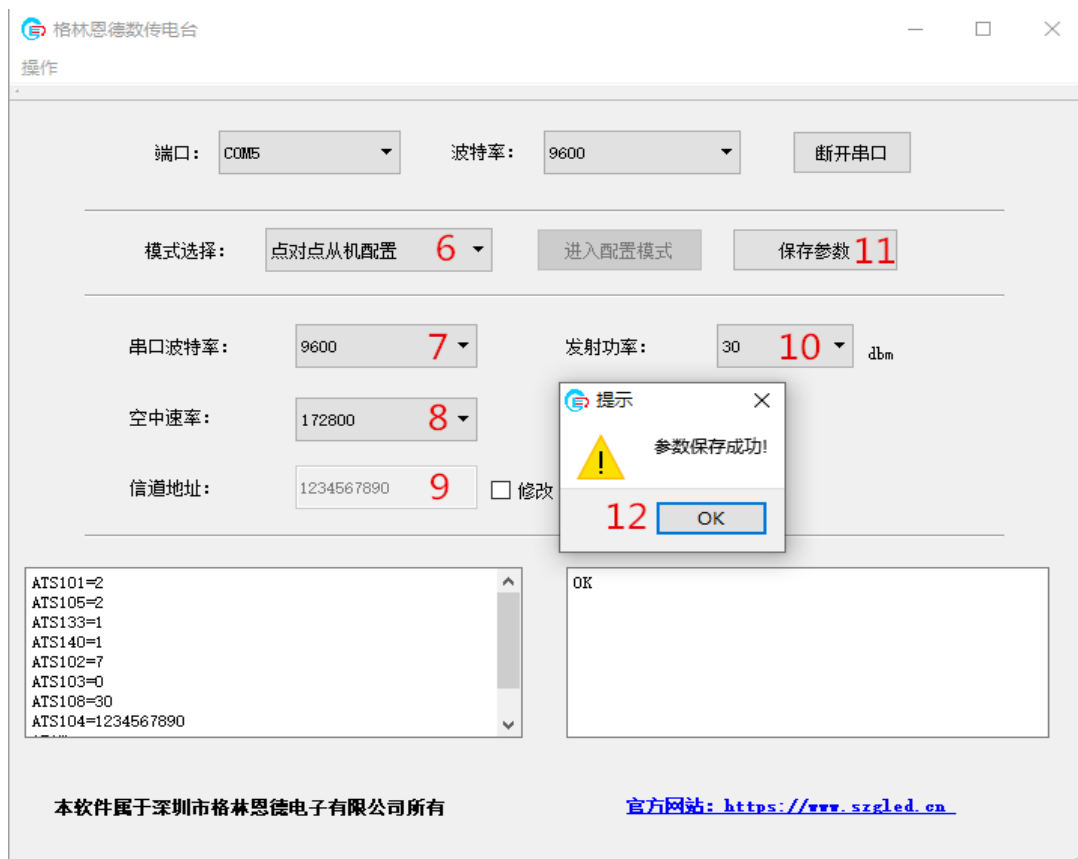 格林恩德数传电台
操作
端口： COM5 波特率： 9600 断开串口
模式选择： 点对点从机配置 6 进入配置模式 保存参数 11
串口波特率： 9600 7 发射功率： 30 10 dbm
空中速率： 172800 8
信道地址： 1234567890 9 修改
提示
参数保存成功!
12 OK
ATS101=2
ATS105=2
ATS133=1
ATS140=1
ATS102=7
ATS103=0
ATS108=30
ATS104=1234567890
OK
本软件属于深圳市格林恩德电子有限公司所有
官方网站：https://www.szgled.cn